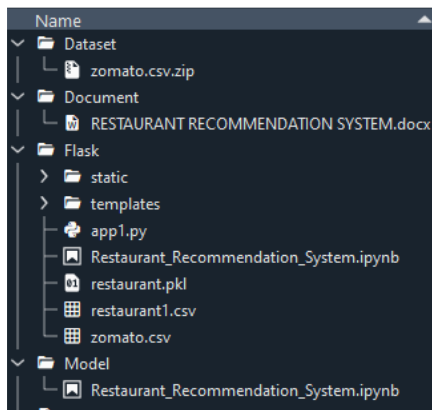 Name
Dataset
zomato.csv.zip
Document
RESTAURANT RECOMMENDATION SYSTEM.docx
Flask
static
templates
app1.py
Restaurant_Recommendation_System.ipynb
restaurant.pkl
restaurant1.csv
zomato.csv
Model
Restaurant_Recommendation_System.ipynb